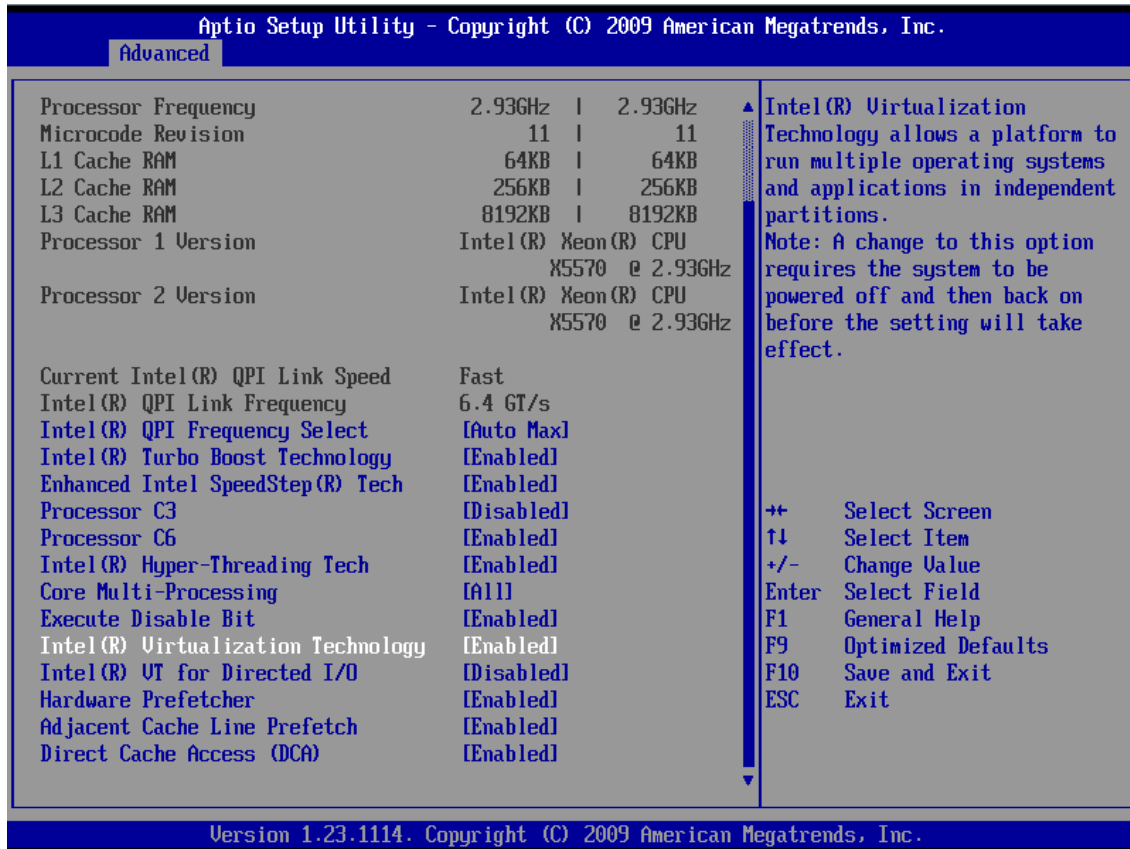 Aptio Setup Utility - Copyright (C) 2009 American Megatrends, Inc.
Advanced
Processor Frequency 2.93GHz | 2.93GHz
Microcode Revision 11 | 11
L1 Cache RAM 64KB | 64KB
L2 Cache RAM 256KB | 256KB
L3 Cache RAM 8192KB | 8192KB
Processor 1 Version Intel(R) Xeon(R) CPU
X5570 @ 2.93GHz
Processor 2 Version Intel(R) Xeon(R) CPU
X5570 @ 2.93GHz
Current Intel(R) QPI Link Speed Fast
Intel(R) QPI Link Frequency 6.4 GT/s
Intel(R) QPI Frequency Select [Auto Max]
Intel(R) Turbo Boost Technology [Enabled]
Enhanced Intel SpeedStep(R) Tech [Enabled]
Processor C3 [Disabled]
Processor C6 [Enabled]
Intel(R) Hyper-Threading Tech [Enabled]
Core Multi-Processing [All]
Execute Disable Bit [Enabled]
Intel(R) Virtualization Technology [Enabled]
Intel(R) VT for Directed I/O [Disabled]
Hardware Prefetcher [Enabled]
Adjacent Cache Line Prefetch [Enabled]
Direct Cache Access (DCA) [Enabled]
Intel(R) Virtualization
Technology allows a platform to
run multiple operating systems
and applications in independent
partitions.
Note: A change to this option
requires the system to be
powered off and then back on
before the setting will take
effect.
→← Select Screen
↑↓ Select Item
+/- Change Value
Enter Select Field
F1 General Help
F9 Optimized Defaults
F10 Save and Exit
ESC Exit
Version 1.23.1114. Copyright (C) 2009 American Megatrends, Inc.